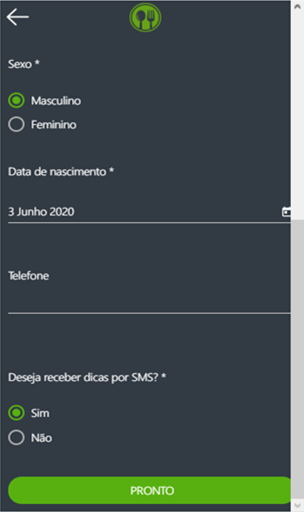 Sexo *
Masculino
Feminino
Data de nascimento *
3 Junho 2020
Telefone
Deseja receber dicas por SMS? *
Sim
Não
PRONTO